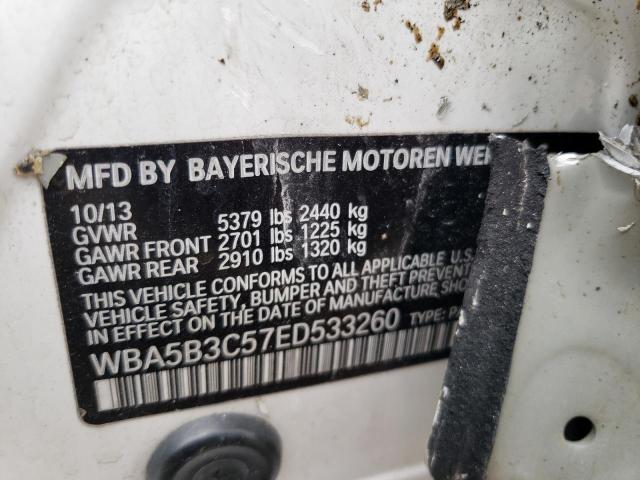 MFD BY BAYERISCHE MOTOREN WE
10/13
GVWR 5379 lbs 2440 kg
GAWR FRONT 2701 lbs 1225 kg
GAWR REAR 2910 lbs 1320 kg
THIS VEHICLE CONFORMS TO ALL APPLICABLE U.S.
VEHICLE SAFETY, BUMPER AND THEFT PREVENT
IN EFFECT ON THE DATE OF MANUFACTURE SHO
WBA5B3C57ED533260 TYPE: PA